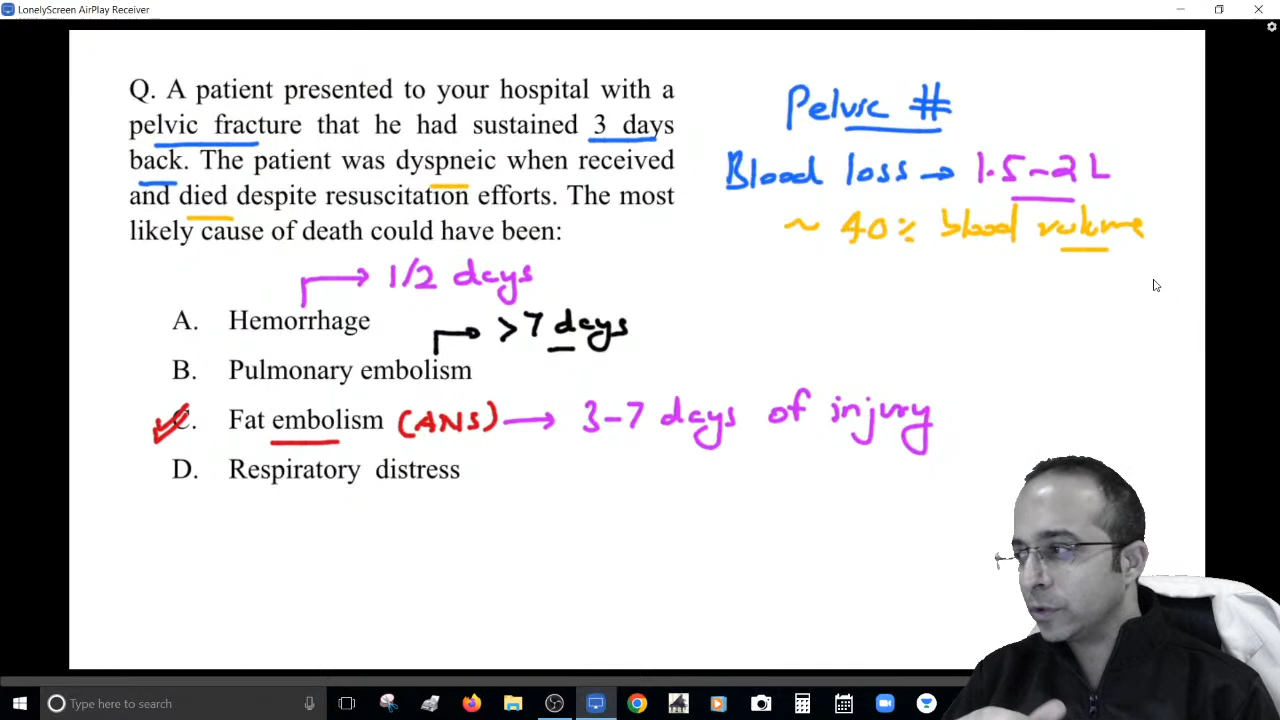 LonelyScreen AirPlay Receiver
Q. A patient presented to your hospital with a
pelvic fracture that he had sustained 3 days
back. The patient was dyspneic when received
and died despite resuscitation efforts. The most
likely cause of death could have been:
Pelvic #
Blood loss → 1.5-2 L
~ 40% blood volume
→ 1/2 days
A. Hemorrhage
→ >7 days
B. Pulmonary embolism
C. Fat embolism (ANS) → 3-7 days of injury
D. Respiratory distress
Type here to search